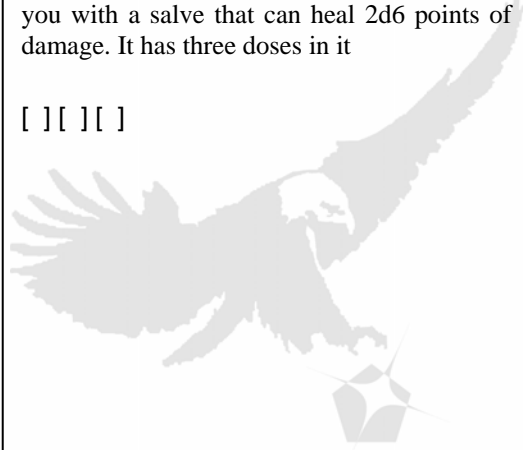 you with a salve that can heal 2d6 points of
damage. It has three doses in it
[ ] [ ] [ ]